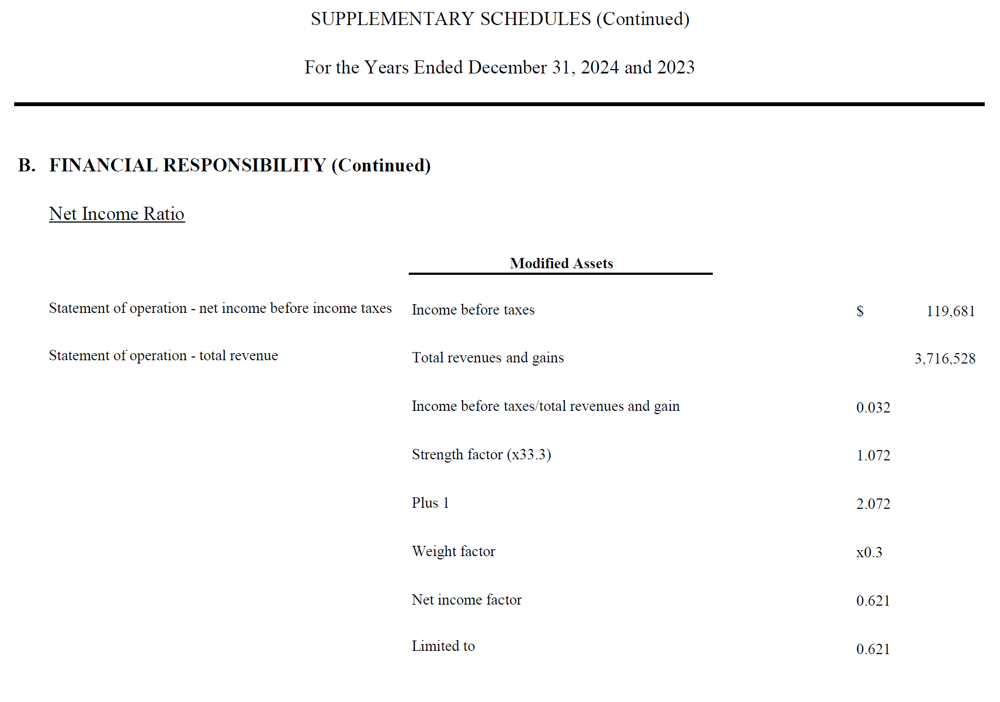 SUPPLEMENTARY SCHEDULES (Continued)
For the Years Ended December 31, 2024 and 2023
B. FINANCIAL RESPONSIBILITY (Continued)
Net Income Ratio
Modified Assets
Statement of operation - net income before income taxes Income before taxes $ 119,681
Statement of operation - total revenue Total revenues and gains 3,716,528
Income before taxes/total revenues and gain 0.032
Strength factor (x33.3) 1.072
Plus 1 2.072
Weight factor x0.3
Net income factor 0.621
Limited to 0.621